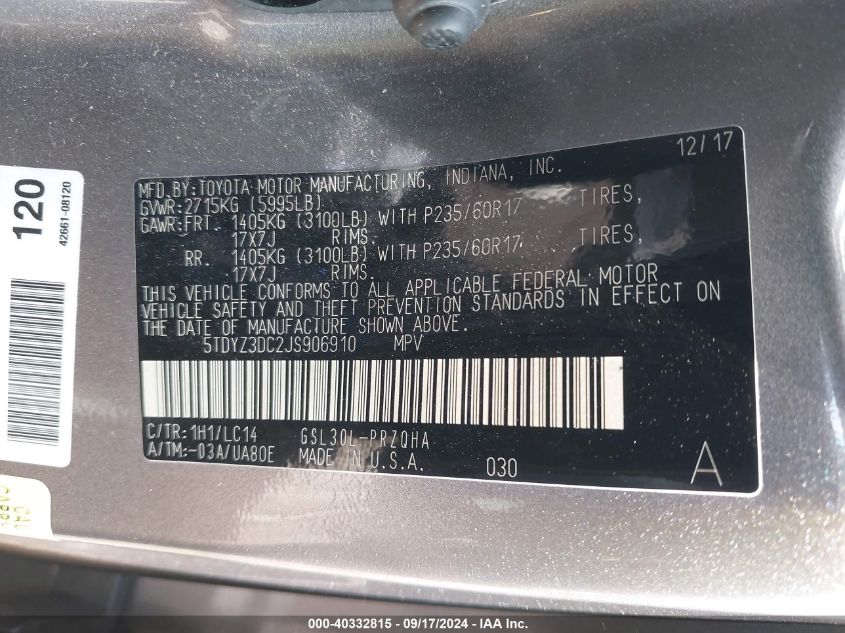 12/17
MFD.BY:TOYOTA MOTOR MANUFACTURING, INDIANA, INC.
GVWR:2715KG (5995LB)
GAWR:FRT. 1405KG (3100LB) WITH P235/60R17 TIRES,
17X7J RIMS.
RR. 1405KG (3100LB) WITH P235/60R17 TIRES,
17X7J RIMS.
THIS VEHICLE CONFORMS TO ALL APPLICABLE FEDERAL MOTOR
VEHICLE SAFETY AND THEFT PREVENTION STANDARDS IN EFFECT ON
THE DATE OF MANUFACTURE SHOWN ABOVE.
5TDYZ3DC2JS906910 MPV
C/TR:1H1/LC14 GSL30L-PRZQHA
A/TM:-03A/UA80E MADE IN U.S.A. 030 A
120
42661-08120
000-40332815 - 09/17/2024 - IAA Inc.